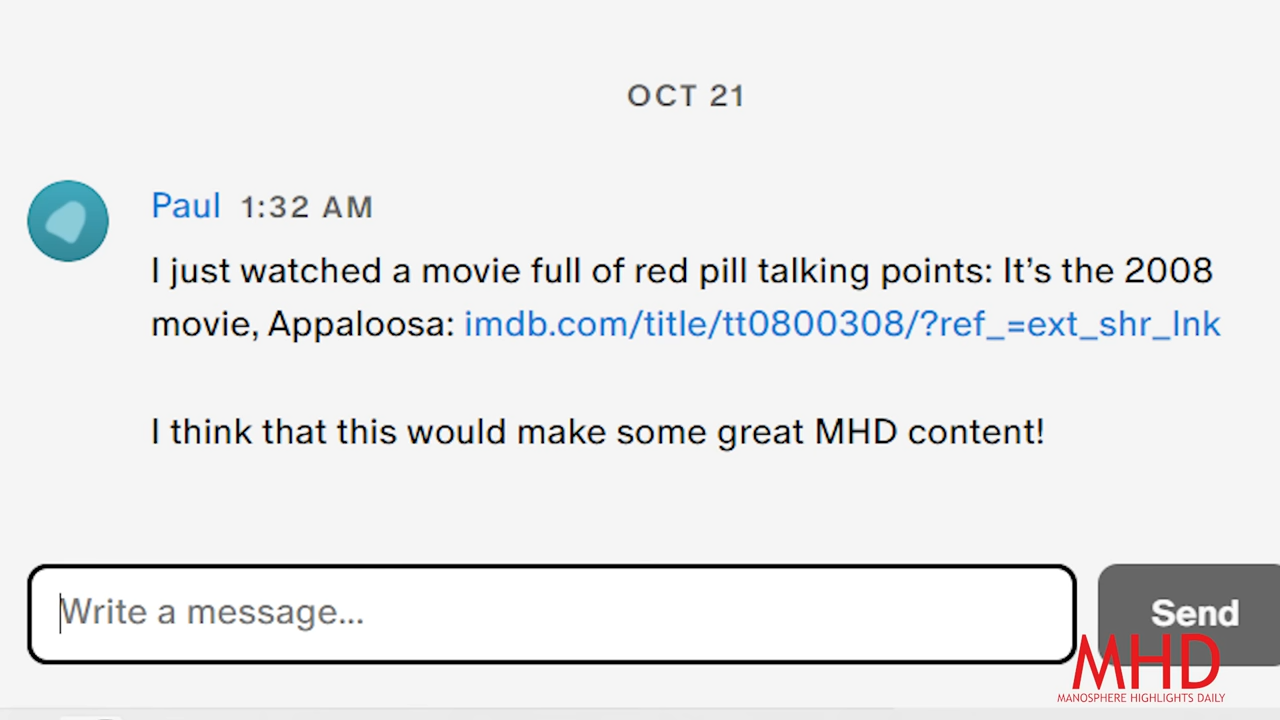 OCT 21
Paul 1:32 AM
I just watched a movie full of red pill talking points: It’s the 2008
movie, Appaloosa: imdb.com/title/tt0800308/?ref_=ext_shr_lnk
I think that this would make some great MHD content!
Write a message...
Send
MHD
MANOSPHERE HIGHLIGHTS DAILY